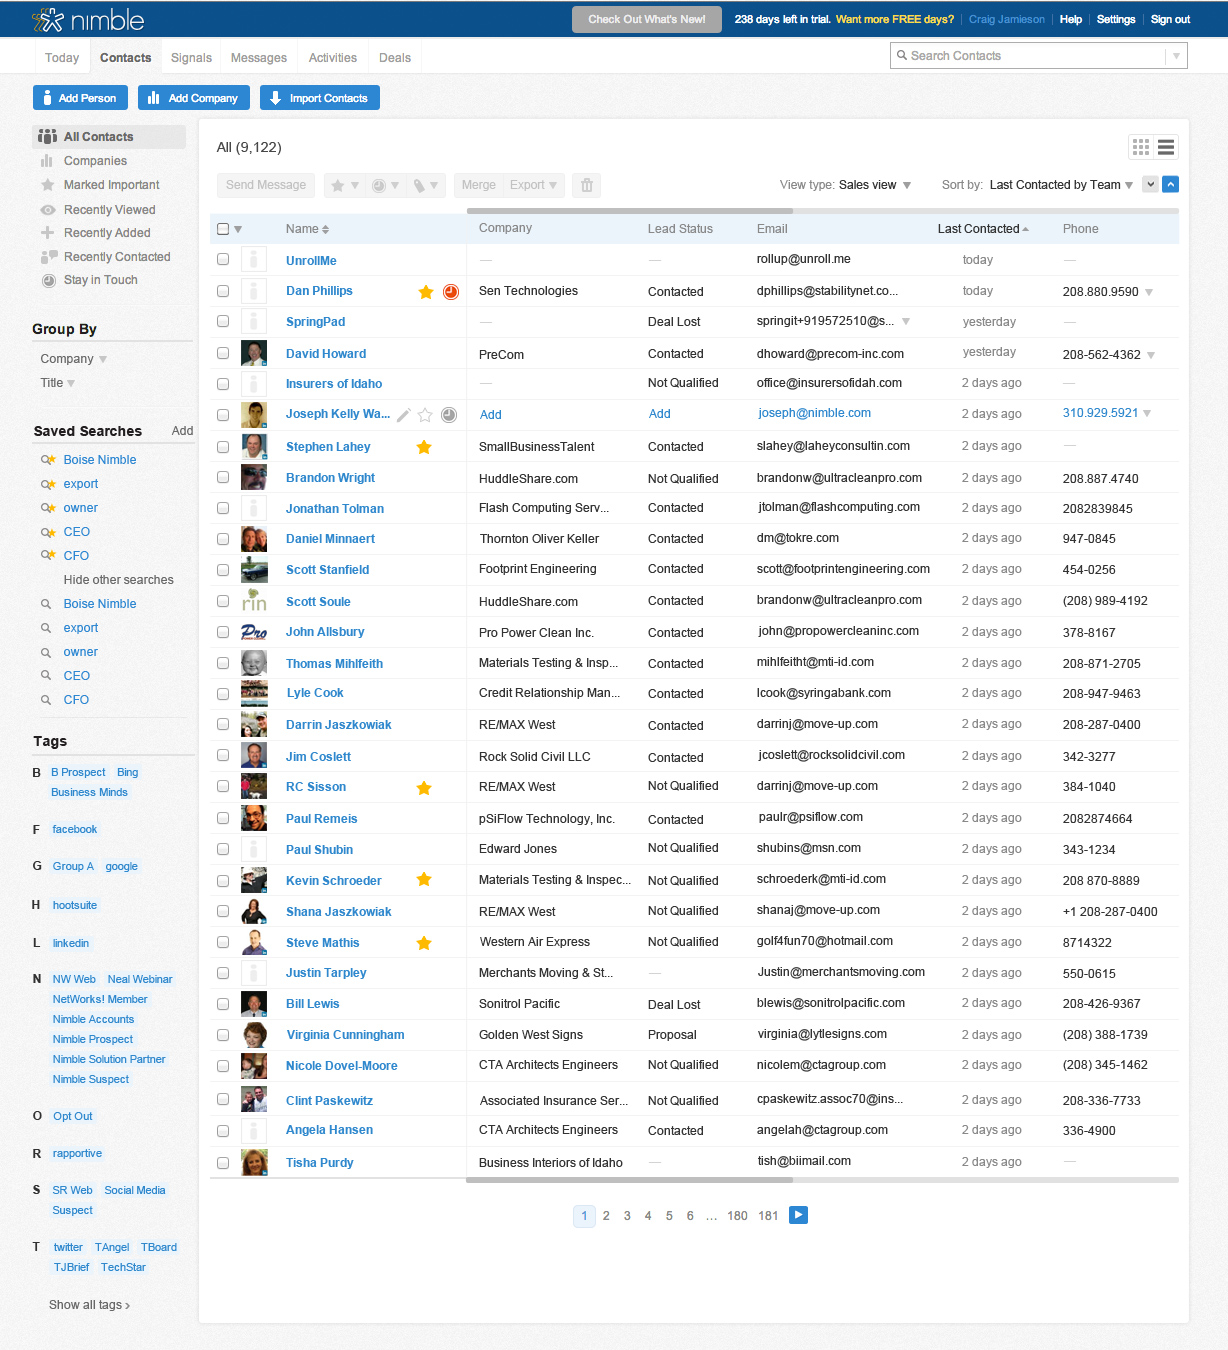 nimble Check Out What's New! 238 days left in trial. Want more FREE days? Craig Jamieson Help Settings Sign out
Today Contacts Signals Messages Activities Deals Search Contacts
Add Person Add Company Import Contacts
All Contacts
Companies
Marked Important
Recently Viewed
Recently Added
Recently Contacted
Stay in Touch
Group By
Company
Title
Saved Searches Add
Boise Nimble
export
owner
CEO
CFO
Hide other searches
Boise Nimble
export
owner
CEO
CFO
Tags
B B Prospect Bing
Business Minds
F facebook
G Group A google
H hootsuite
L linkedin
N NW Web Neal Webinar
NetWorks! Member
Nimble Accounts
Nimble Prospect
Nimble Solution Partner
Nimble Suspect
O Opt Out
R rapportive
S SR Web Social Media
Suspect
T twitter TAngel TBoard
TJBrief TechStar
Show all tags ›
All (9,122)
Send Message Merge Export View type: Sales view Sort by: Last Contacted by Team
Name Company Lead Status Email Last Contacted Phone
UnrollMe — — rollup@unroll.me today —
Dan Phillips Sen Technologies Contacted dphillips@stabilitynet.co... today 208.880.9590
SpringPad — Deal Lost springit+919572510@s... yesterday —
David Howard PreCom Contacted dhoward@precom-inc.com yesterday 208-562-4362
Insurers of Idaho — Not Qualified office@insurersofidah.com 2 days ago —
Joseph Kelly Wa... Add Add joseph@nimble.com 2 days ago 310.929.5921
Stephen Lahey SmallBusinessTalent Contacted slahey@laheyconsultin.com 2 days ago —
Brandon Wright HuddleShare.com Not Qualified brandonw@ultracleanpro.com 2 days ago 208.887.4740
Jonathan Tolman Flash Computing Serv... Contacted jtolman@flashcomputing.com 2 days ago 2082839845
Daniel Minnaert Thornton Oliver Keller Contacted dm@tokre.com 2 days ago 947-0845
Scott Stanfield Footprint Engineering Contacted scott@footprintengineering.com 2 days ago 454-0256
rin Scott Soule HuddleShare.com Contacted brandonw@ultracleanpro.com 2 days ago (208) 989-4192
Pro John Allsbury Pro Power Clean Inc. Contacted john@propowercleaninc.com 2 days ago 378-8167
Thomas Mihlfeith Materials Testing & Insp... Contacted mihlfeitht@mti-id.com 2 days ago 208-871-2705
Lyle Cook Credit Relationship Man... Contacted lcook@syringabank.com 2 days ago 208-947-9463
Darrin Jaszkowiak RE/MAX West Contacted darrinj@move-up.com 2 days ago 208-287-0400
Jim Coslett Rock Solid Civil LLC Contacted jcoslett@rocksolidcivil.com 2 days ago 342-3277
RC Sisson RE/MAX West Not Qualified darrinj@move-up.com 2 days ago 384-1040
Paul Remeis pSiFlow Technology, Inc. Contacted paulr@psiflow.com 2 days ago 2082874664
Paul Shubin Edward Jones Not Qualified shubins@msn.com 2 days ago 343-1234
Kevin Schroeder Materials Testing & Inspec... Not Qualified schroederk@mti-id.com 2 days ago 208 870-8889
Shana Jaszkowiak RE/MAX West Not Qualified shanaj@move-up.com 2 days ago +1 208-287-0400
Steve Mathis Western Air Express Not Qualified golf4fun70@hotmail.com 2 days ago 8714322
Justin Tarpley Merchants Moving & St... — Justin@merchantsmoving.com 2 days ago 550-0615
Bill Lewis Sonitrol Pacific Deal Lost blewis@sonitrolpacific.com 2 days ago 208-426-9367
Virginia Cunningham Golden West Signs Proposal virginia@lytlesigns.com 2 days ago (208) 388-1739
Nicole Dovel-Moore CTA Architects Engineers Not Qualified nicolem@ctagroup.com 2 days ago (208) 345-1462
Clint Paskewitz Associated Insurance Ser... Not Qualified cpaskewitz.assoc70@ins... 2 days ago 208-336-7733
Angela Hansen CTA Architects Engineers Contacted angelah@ctagroup.com 2 days ago 336-4900
Tisha Purdy Business Interiors of Idaho — tish@biimail.com 2 days ago —
1 2 3 4 5 6 ... 180 181